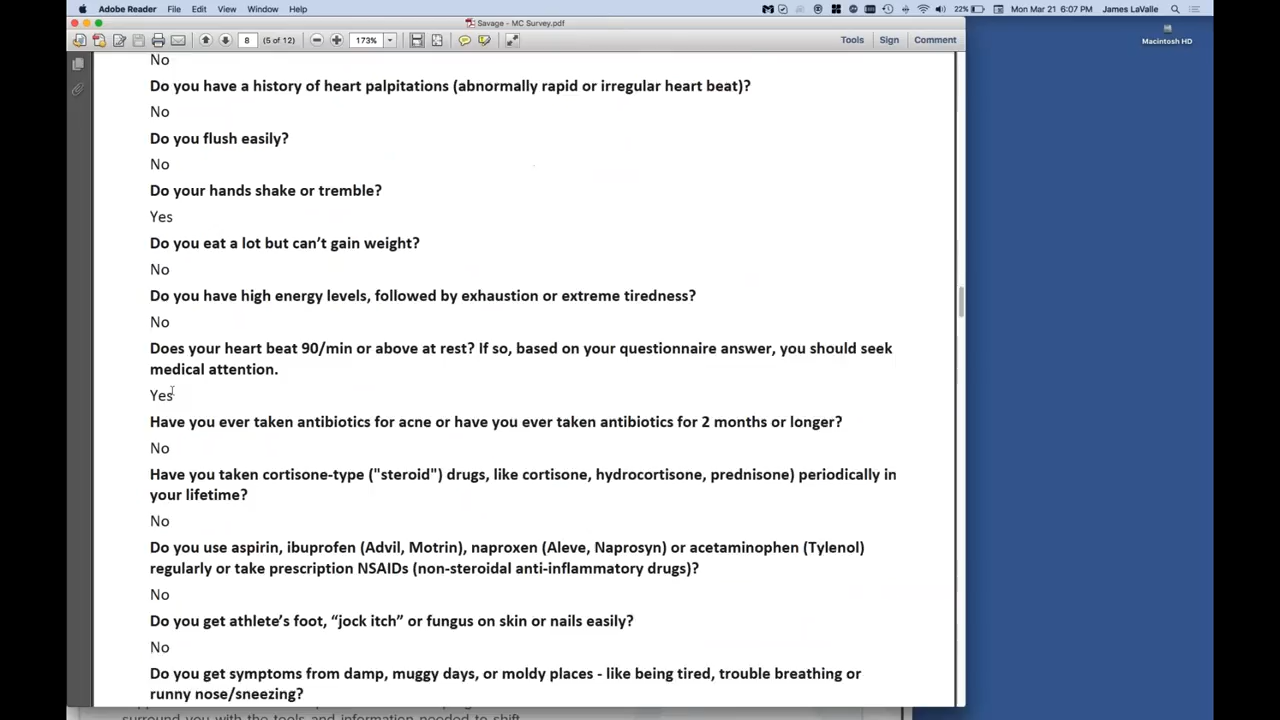 Adobe Reader File Edit View Window Help 22% Mon Mar 21 6:07 PM James LaValle
Savage - MC Survey.pdf
8 (5 of 12) 173% Tools Sign Comment
Macintosh HD
No
Do you have a history of heart palpitations (abnormally rapid or irregular heart beat)?
No
Do you flush easily?
No
Do your hands shake or tremble?
Yes
Do you eat a lot but can’t gain weight?
No
Do you have high energy levels, followed by exhaustion or extreme tiredness?
No
Does your heart beat 90/min or above at rest? If so, based on your questionnaire answer, you should seek
medical attention.
Yes
Have you ever taken antibiotics for acne or have you ever taken antibiotics for 2 months or longer?
No
Have you taken cortisone-type ("steroid") drugs, like cortisone, hydrocortisone, prednisone) periodically in
your lifetime?
No
Do you use aspirin, ibuprofen (Advil, Motrin), naproxen (Aleve, Naprosyn) or acetaminophen (Tylenol)
regularly or take prescription NSAIDs (non-steroidal anti-inflammatory drugs)?
No
Do you get athlete’s foot, “jock itch” or fungus on skin or nails easily?
No
Do you get symptoms from damp, muggy days, or moldy places - like being tired, trouble breathing or
runny nose/sneezing?
surround you with the tools and information needed to shift